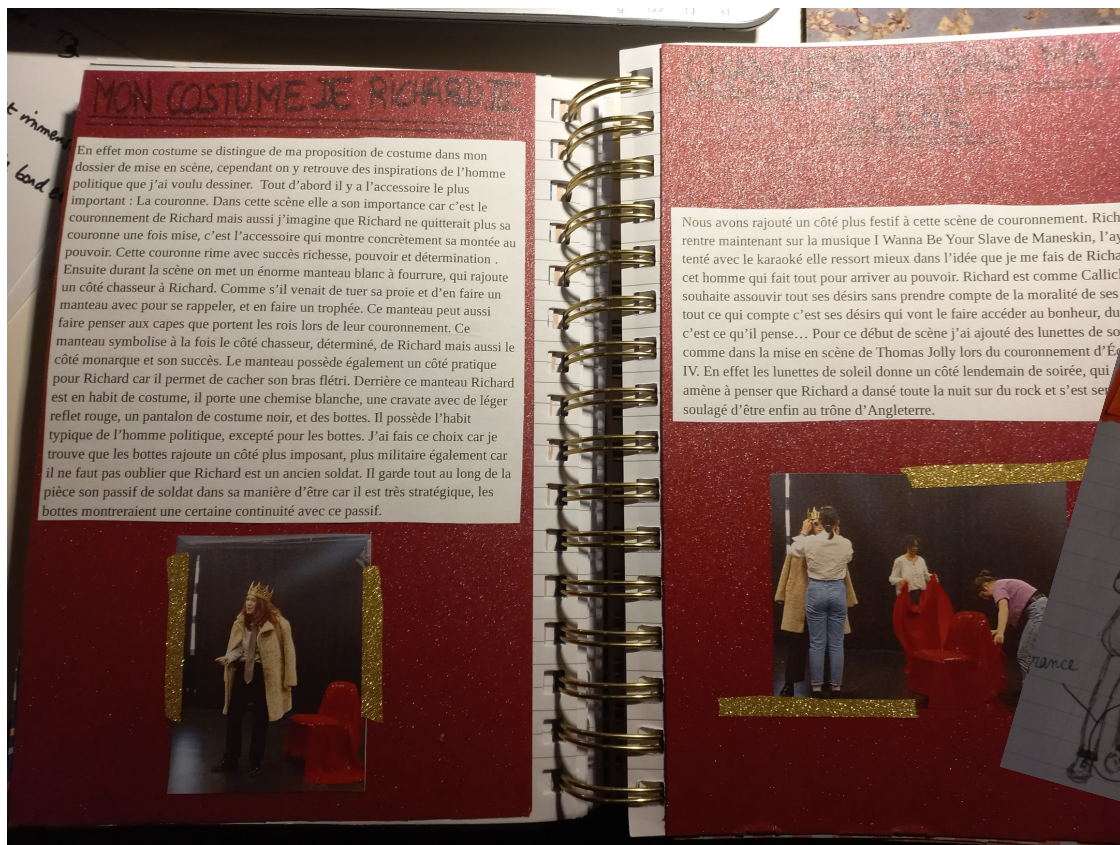 MON COSTUME DE RICHARD III
En effet mon costume se distingue de ma proposition de costume dans mon
dossier de mise en scène, cependant on y retrouve des inspirations de l’homme
politique que j’ai voulu dessiner. Tout d’abord il y a l’accessoire le plus
important : La couronne. Dans cette scène elle a son importance car c’est le
couronnement de Richard mais aussi j’imagine que Richard ne quitterait plus sa
couronne une fois mise, c’est l’accessoire qui montre concrètement sa montée au
pouvoir. Cette couronne rime avec succès richesse, pouvoir et détermination .
Ensuite durant la scène on met un énorme manteau blanc à fourrure, qui rajoute
un côté chasseur à Richard. Comme s’il venait de tuer sa proie et d’en faire un
manteau avec pour se rappeler, et en faire un trophée. Ce manteau peut aussi
faire penser aux capes que portent les rois lors de leur couronnement. Ce
manteau symbolise à la fois le côté chasseur, déterminé, de Richard mais aussi le
côté monarque et son succès. Le manteau possède également un côté pratique
pour Richard car il permet de cacher son bras flétri. Derrière ce manteau Richard
est en habit de costume, il porte une chemise blanche, une cravate avec de léger
reflet rouge, un pantalon de costume noir, et des bottes. Il possède l’habit
typique de l’homme politique, excepté pour les bottes. J’ai fais ce choix car je
trouve que les bottes rajoute un côté plus imposant, plus militaire également car
il ne faut pas oublier que Richard est un ancien soldat. Il garde tout au long de la
pièce son passif de soldat dans sa manière d’être car il est très stratégique, les
bottes montreraient une certaine continuité avec ce passif.
MA
Nous avons rajouté un côté plus festif à cette scène de couronnement.
rentre maintenant sur la musique I Wanna Be Your Slave de Maneskin,
tenté avec le karaoké elle ressort mieux dans l’idée que je me fais de
cet homme qui fait tout pour arriver au pouvoir. Richard est comme
souhaite assouvir tout ses désirs sans prendre compte de la moralité de ses
tout ce qui compte c’est ses désirs qui vont le faire accéder au bonheur, du
c’est ce qu’il pense… Pour ce début de scène j’ai ajouté des lunettes de
comme dans la mise en scène de Thomas Jolly lors du couronnement
IV. En effet les lunettes de soleil donne un côté lendemain de soirée, qui
amène à penser que Richard a dansé toute la nuit sur du rock et s’est
soulagé d’être enfin au trône d’Angleterre.